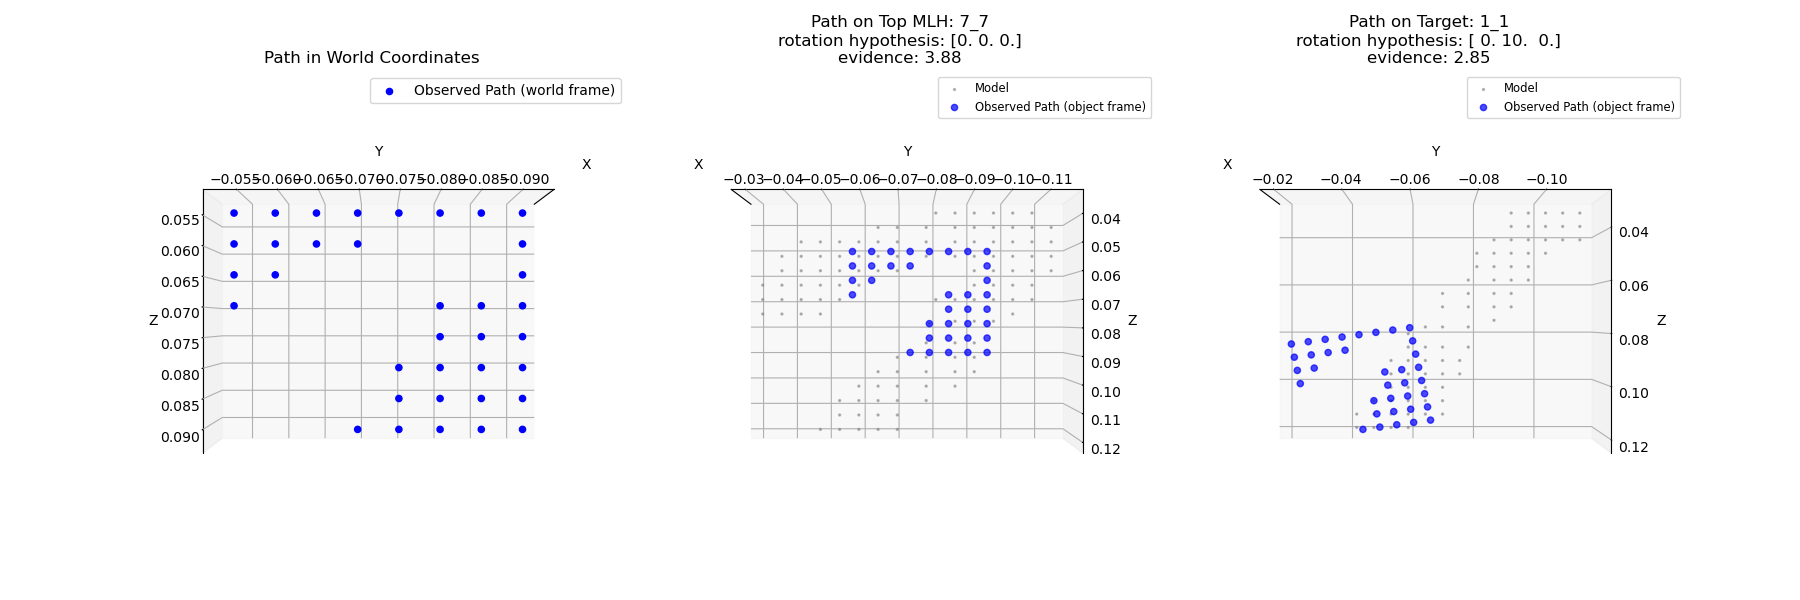 Path in World Coordinates
Observed Path (world frame)
Y
X
−0.055 −0.060 −0.065 −0.070 −0.075 −0.080 −0.085 −0.090
0.055
0.060
0.065
0.070
Z
0.075
0.080
0.085
0.090
Path on Top MLH: 7_7
rotation hypothesis: [0. 0. 0.]
evidence: 3.88
Model
Observed Path (object frame)
Y
X
−0.03 −0.04 −0.05 −0.06 −0.07 −0.08 −0.09 −0.10 −0.11
0.04
0.05
0.06
0.07
Z
0.08
0.09
0.10
0.11
0.12
Path on Target: 1_1
rotation hypothesis: [ 0. 10.  0.]
evidence: 2.85
Model
Observed Path (object frame)
Y
X
−0.02 −0.04 −0.06 −0.08 −0.10
0.04
0.06
Z
0.08
0.10
0.12